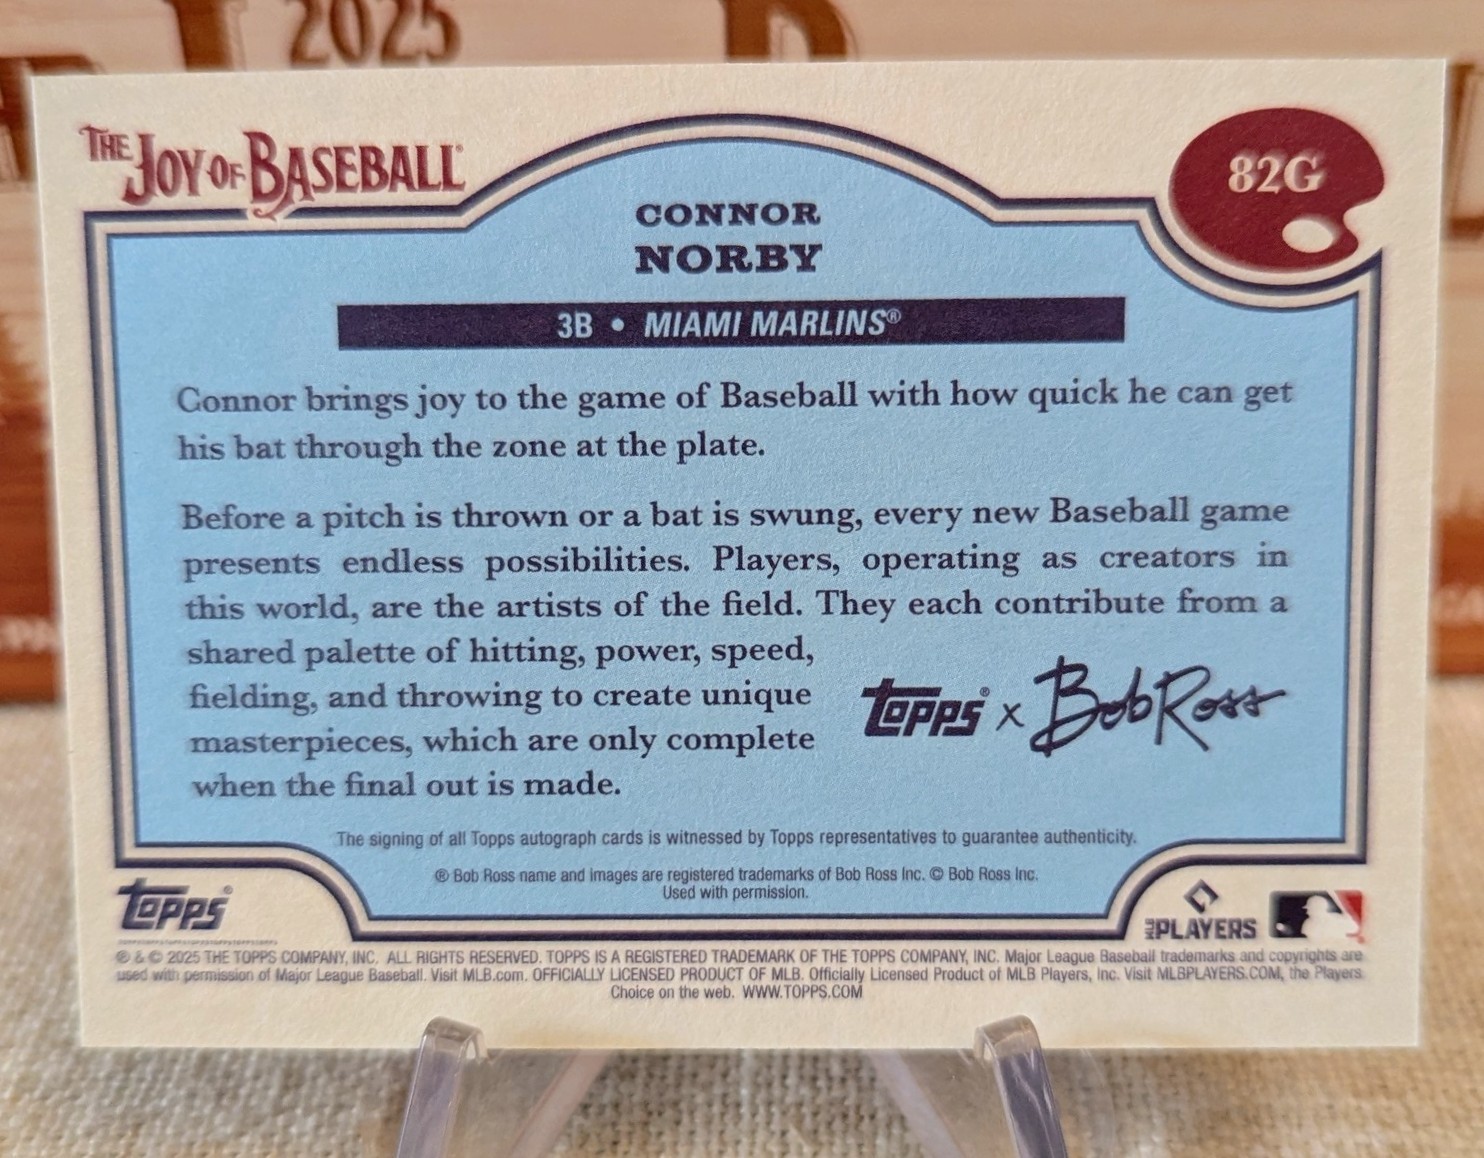 2025
THE JOY OF BASEBALL
82G
CONNOR
NORBY
3B • MIAMI MARLINS®
Connor brings joy to the game of Baseball with how quick he can get
his bat through the zone at the plate.
Before a pitch is thrown or a bat is swung, every new Baseball game
presents endless possibilities. Players, operating as creators in
this world, are the artists of the field. They each contribute from a
shared palette of hitting, power, speed,
fielding, and throwing to create unique
masterpieces, which are only complete
when the final out is made.
Topps® x Bob Ross
The signing of all Topps autograph cards is witnessed by Topps representatives to guarantee authenticity.
® Bob Ross name and images are registered trademarks of Bob Ross Inc. © Bob Ross Inc.
Used with permission.
Topps®
MLB PLAYERS
® & © 2025 THE TOPPS COMPANY, INC. ALL RIGHTS RESERVED. TOPPS IS A REGISTERED TRADEMARK OF THE TOPPS COMPANY, INC. Major League Baseball trademarks and copyrights are
used with permission of Major League Baseball. Visit MLB.com. OFFICIALLY LICENSED PRODUCT OF MLB. Officially Licensed Product of MLB Players, Inc. Visit MLBPLAYERS.COM, the Players
Choice on the web. WWW.TOPPS.COM